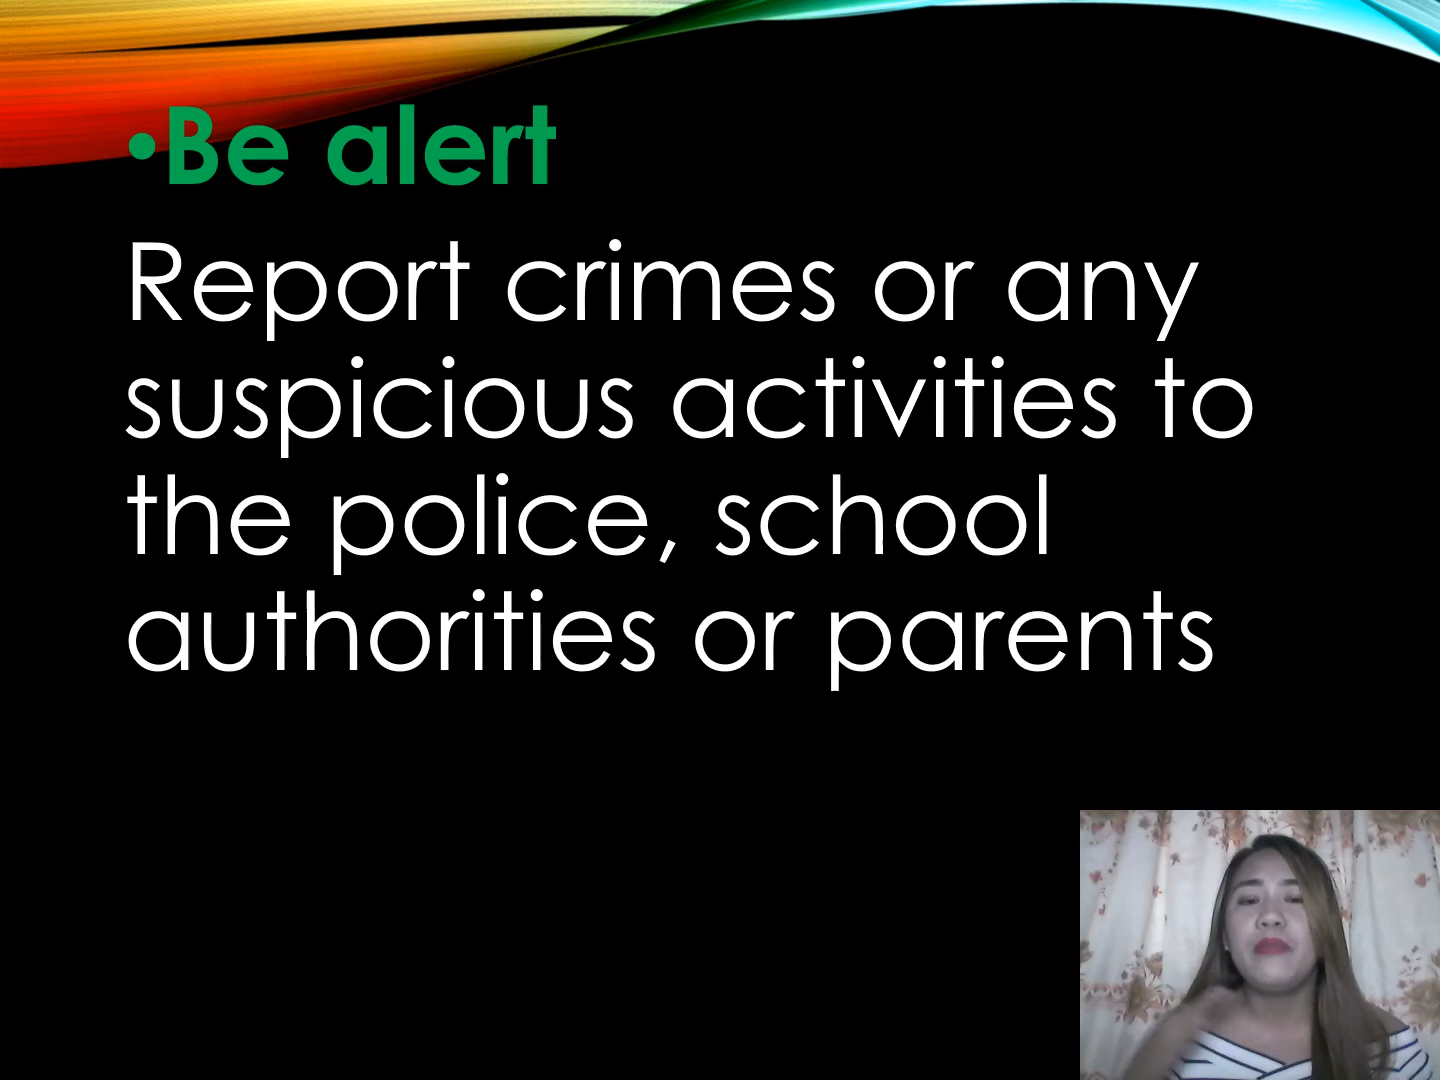 •Be alert
Report crimes or any
suspicious activities to
the police, school
authorities or parents